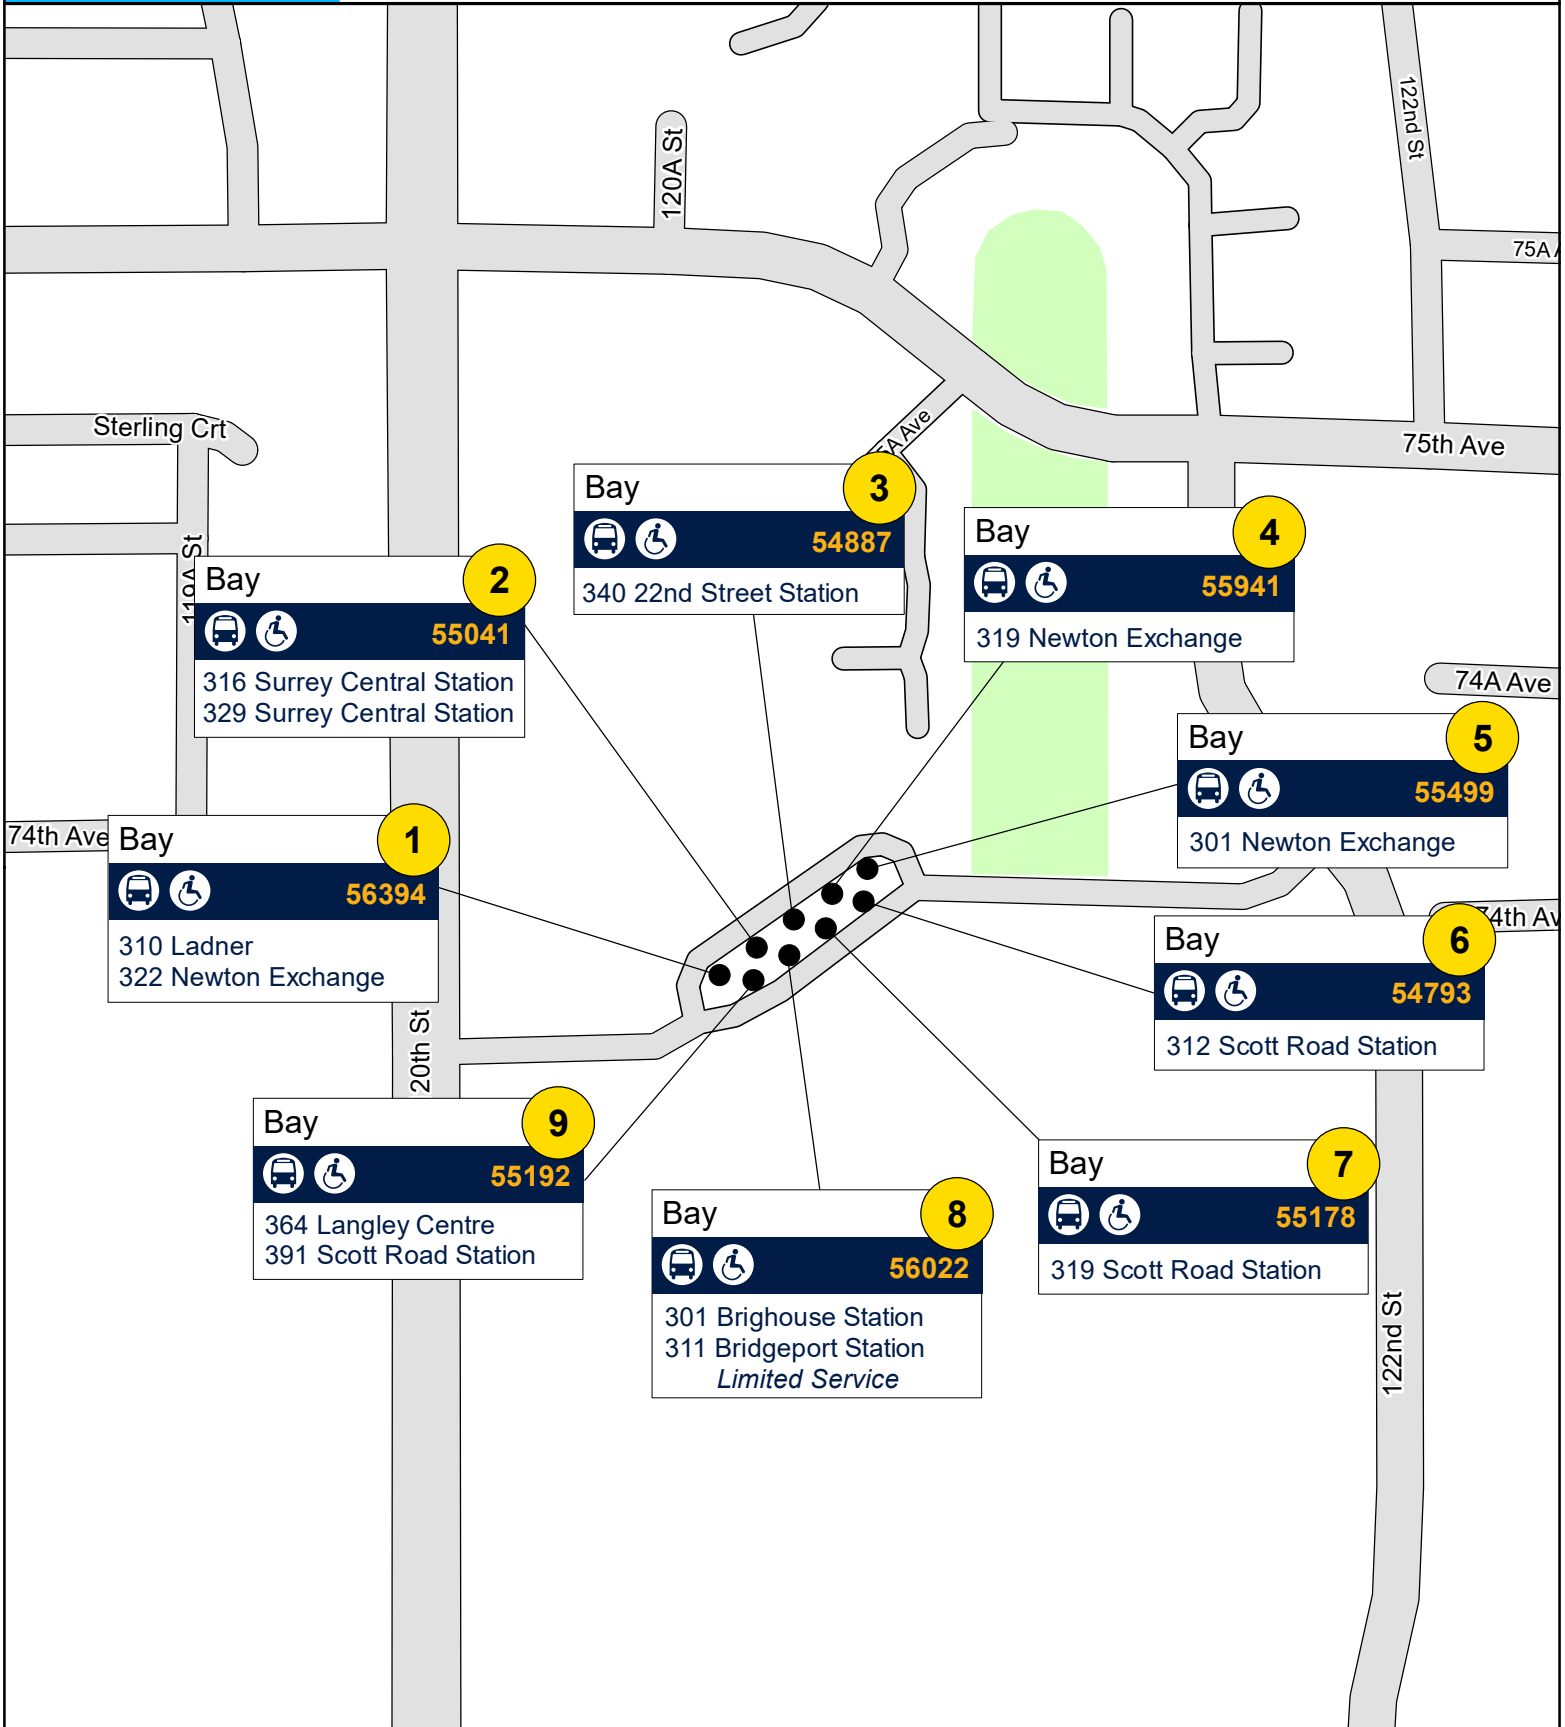 120A St
122nd St
75A
Sterling Crt
75th Ave
A Ave
Bay 3
54887
340 22nd Street Station
Bay 4
55941
319 Newton Exchange
Bay 2
55041
316 Surrey Central Station
329 Surrey Central Station
74A Ave
Bay 5
55499
301 Newton Exchange
74th Ave
Bay 1
56394
310 Ladner
322 Newton Exchange
74th Av
Bay 6
54793
312 Scott Road Station
20th St
Bay 9
55192
364 Langley Centre
391 Scott Road Station
Bay 7
55178
319 Scott Road Station
Bay 8
56022
301 Brighouse Station
311 Bridgeport Station
Limited Service
122nd St